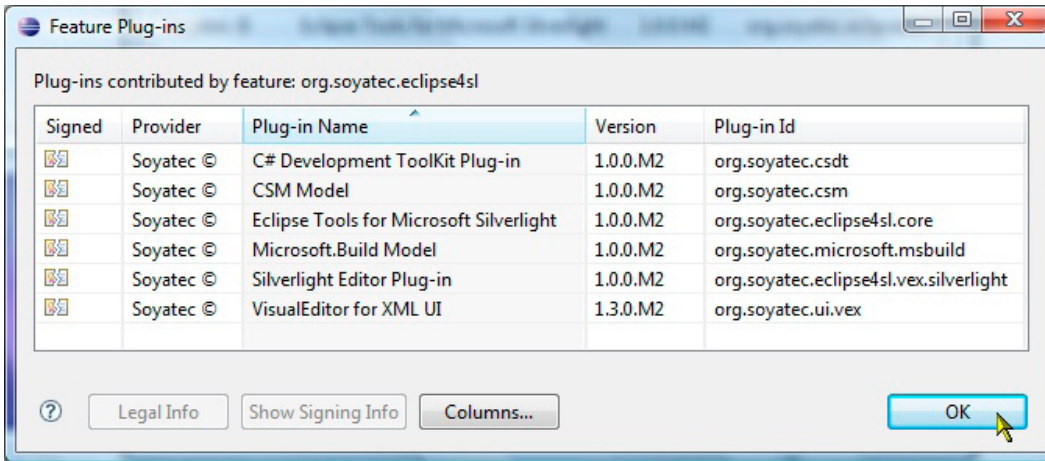 Feature Plug-ins
Plug-ins contributed by feature: org.soyatec.eclipse4sl
Signed Provider Plug-in Name Version Plug-in Id
Soyatec © C# Development ToolKit Plug-in 1.0.0.M2 org.soyatec.csdt
Soyatec © CSM Model 1.0.0.M2 org.soyatec.csm
Soyatec © Eclipse Tools for Microsoft Silverlight 1.0.0.M2 org.soyatec.eclipse4sl.core
Soyatec © Microsoft.Build Model 1.0.0.M2 org.soyatec.microsoft.msbuild
Soyatec © Silverlight Editor Plug-in 1.0.0.M2 org.soyatec.eclipse4sl.vex.silverlight
Soyatec © VisualEditor for XML UI 1.3.0.M2 org.soyatec.ui.vex
Legal Info Show Signing Info Columns... OK